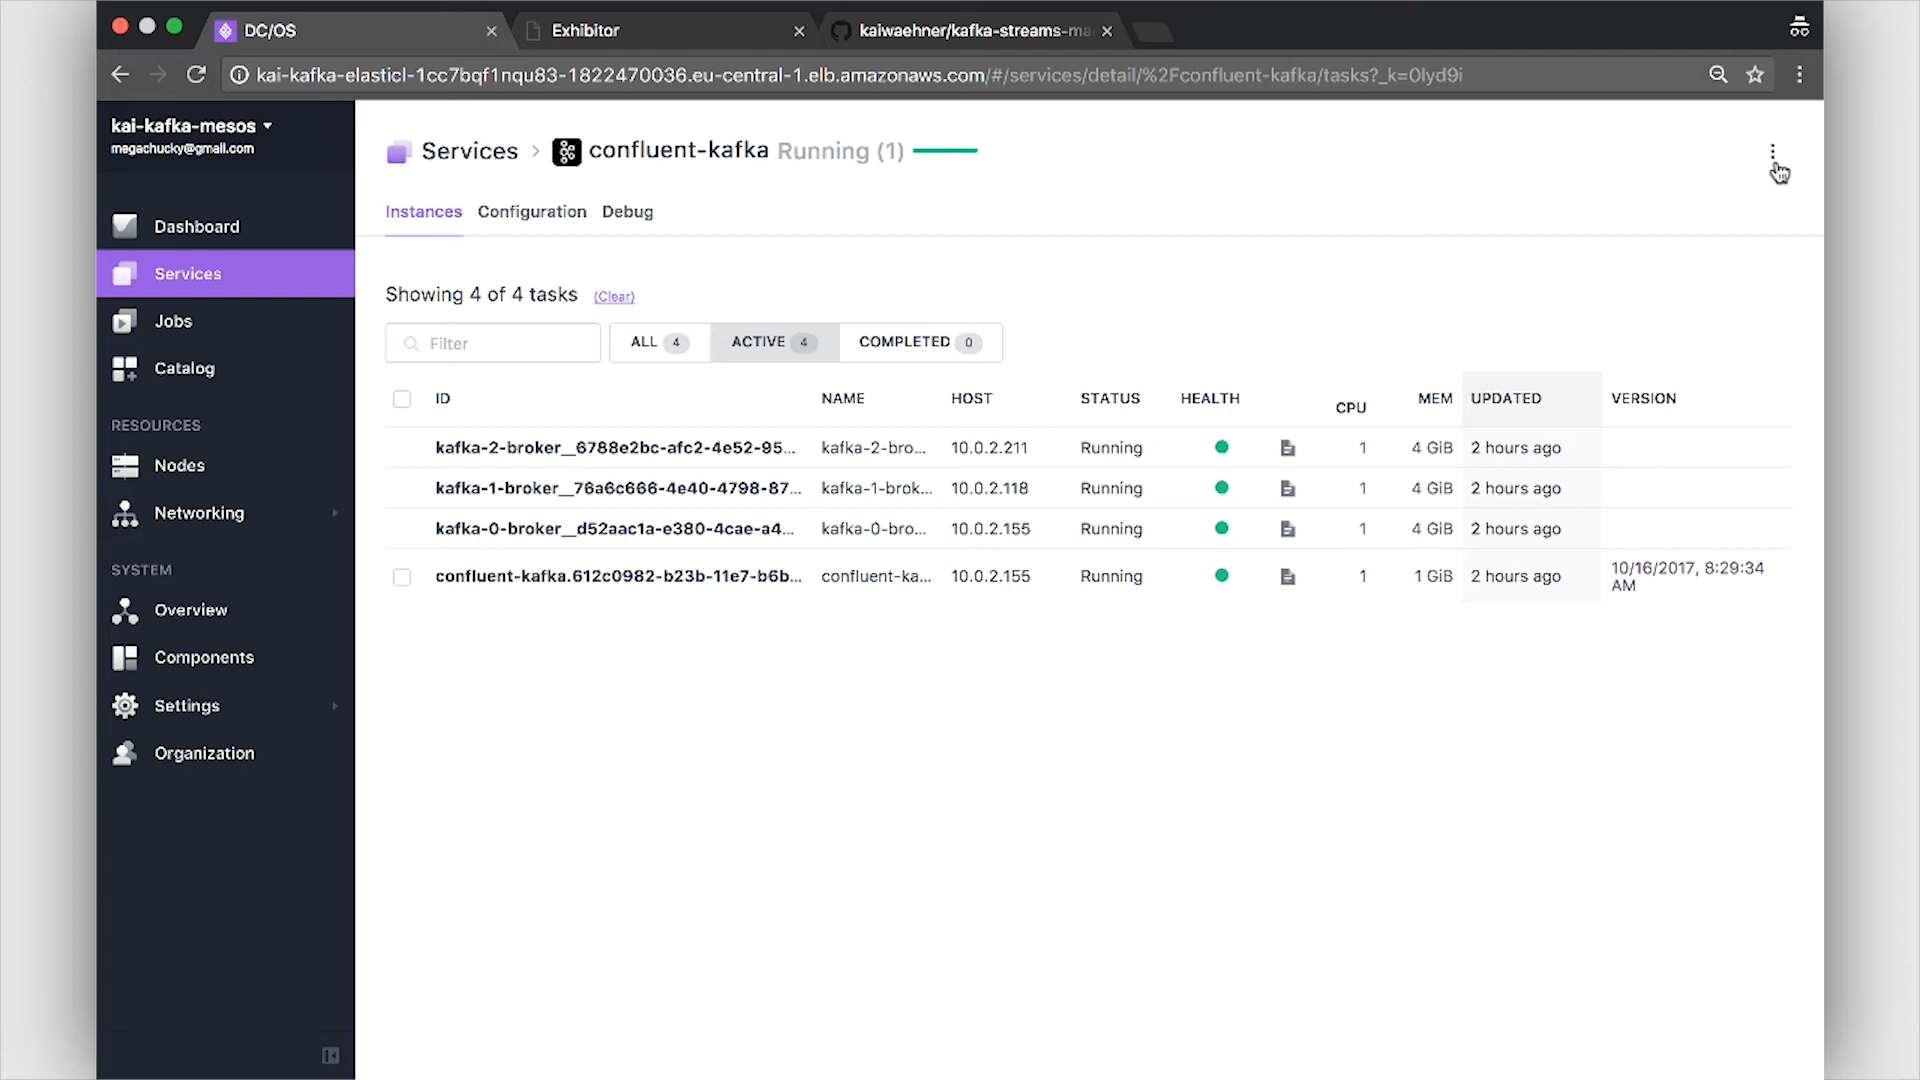 DC/OS
Exhibitor
kaiwaehner/kafka-streams-ma
kai-kafka-elasticl-1cc7bqf1nqu83-1822470036.eu-central-1.elb.amazonaws.com/#/services/detail/%2Fconfluent-kafka/tasks?_k=0lyd9i
kai-kafka-mesos
megachucky@gmail.com
Dashboard
Services
Jobs
Catalog
RESOURCES
Nodes
Networking
SYSTEM
Overview
Components
Settings
Organization
Services > confluent-kafka Running (1)
Instances Configuration Debug
Showing 4 of 4 tasks (Clear)
Filter ALL 4 ACTIVE 4 COMPLETED 0
ID NAME HOST STATUS HEALTH CPU MEM UPDATED VERSION
kafka-2-broker__6788e2bc-afc2-4e52-95... kafka-2-bro... 10.0.2.211 Running 1 4 GiB 2 hours ago
kafka-1-broker__76a6c666-4e40-4798-87... kafka-1-brok... 10.0.2.118 Running 1 4 GiB 2 hours ago
kafka-0-broker__d52aac1a-e380-4cae-a4... kafka-0-bro... 10.0.2.155 Running 1 4 GiB 2 hours ago
confluent-kafka.612c0982-b23b-11e7-b6b... confluent-ka... 10.0.2.155 Running 1 1 GiB 2 hours ago 10/16/2017, 8:29:34
AM